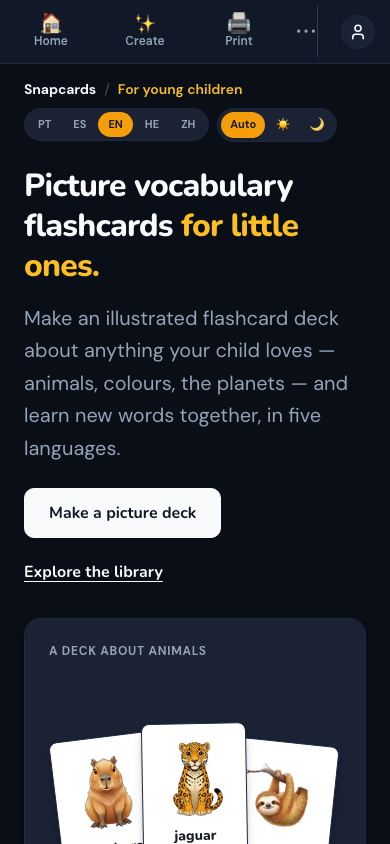 Home
Create
Print
Snapcards / For young children
PT ES EN HE ZH
Auto
Picture vocabulary
flashcards for little
ones.
Make an illustrated flashcard deck
about anything your child loves —
animals, colours, the planets — and
learn new words together, in five
languages.
Make a picture deck
Explore the library
A DECK ABOUT ANIMALS
jaguar